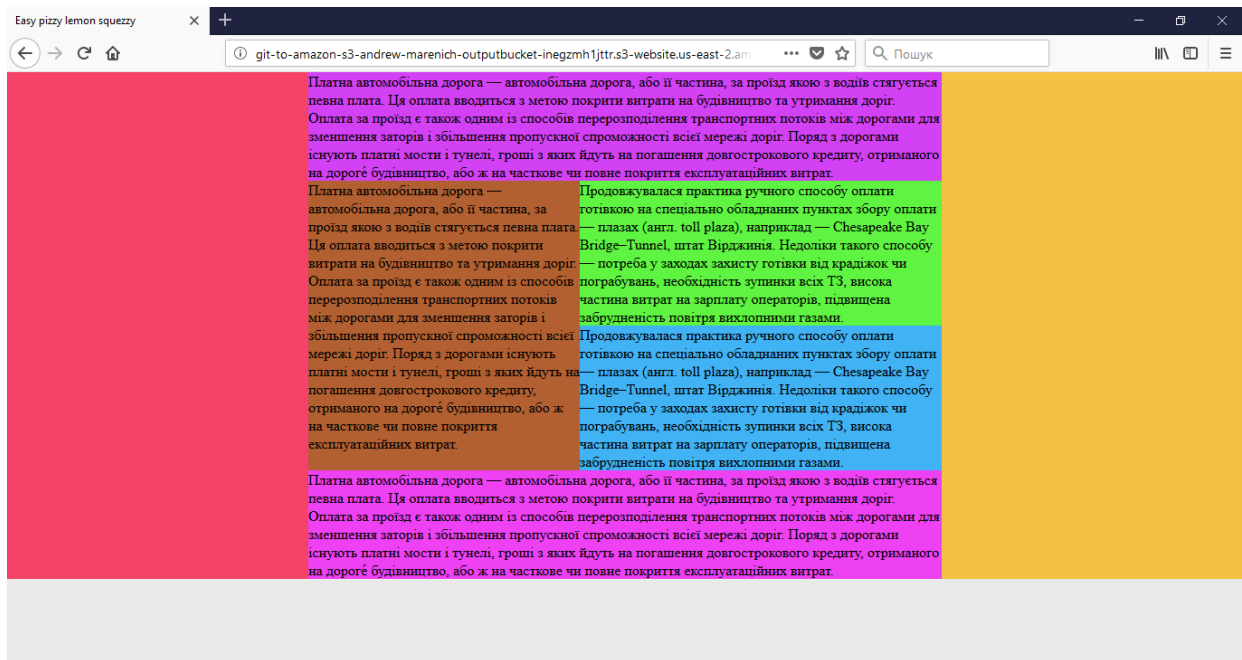 Easy pizzy lemon squezzy
git-to-amazon-s3-andrew-marenich-outputbucket-inegzmh1jttr.s3-website.us-east-2.am
Пошук
Платна автомобільна дорога — автомобільна дорога, або її частина, за проїзд якою з водіїв стягується
певна плата. Ця оплата вводиться з метою покрити витрати на будівництво та утримання доріг.
Оплата за проїзд є також одним із способів перерозподілення транспортних потоків між дорогами для
зменшення заторів і збільшення пропускної спроможності всієї мережі доріг. Поряд з дорогами
існують платні мости і тунелі, гроші з яких йдуть на погашення довгострокового кредиту, отриманого
на дорогé будівництво, або ж на часткове чи повне покриття експлуатаційних витрат.
Платна автомобільна дорога —
автомобільна дорога, або її частина, за
проїзд якою з водіїв стягується певна плата.
Ця оплата вводиться з метою покрити
витрати на будівництво та утримання доріг.
Оплата за проїзд є також одним із способів
перерозподілення транспортних потоків
між дорогами для зменшення заторів і
збільшення пропускної спроможності всієї
мережі доріг. Поряд з дорогами існують
платні мости і тунелі, гроші з яких йдуть на
погашення довгострокового кредиту,
отриманого на дорогé будівництво, або ж
на часткове чи повне покриття
експлуатаційних витрат.
Продовжувалася практика ручного способу оплати
готівкою на спеціально обладнаних пунктах збору оплати
— плазах (англ. toll plaza), наприклад — Chesapeake Bay
Bridge–Tunnel, штат Вірджинія. Недоліки такого способу
— потреба у заходах захисту готівки від крадіжок чи
пограбувань, необхідність зупинки всіх ТЗ, висока
частина витрат на зарплату операторів, підвищена
забрудненість повітря вихлопними газами.
Продовжувалася практика ручного способу оплати
готівкою на спеціально обладнаних пунктах збору оплати
— плазах (англ. toll plaza), наприклад — Chesapeake Bay
Bridge–Tunnel, штат Вірджинія. Недоліки такого способу
— потреба у заходах захисту готівки від крадіжок чи
пограбувань, необхідність зупинки всіх ТЗ, висока
частина витрат на зарплату операторів, підвищена
забрудненість повітря вихлопними газами.
Платна автомобільна дорога — автомобільна дорога, або її частина, за проїзд якою з водіїв стягується
певна плата. Ця оплата вводиться з метою покрити витрати на будівництво та утримання доріг.
Оплата за проїзд є також одним із способів перерозподілення транспортних потоків між дорогами для
зменшення заторів і збільшення пропускної спроможності всієї мережі доріг. Поряд з дорогами
існують платні мости і тунелі, гроші з яких йдуть на погашення довгострокового кредиту, отриманого
на дорогé будівництво, або ж на часткове чи повне покриття експлуатаційних витрат.